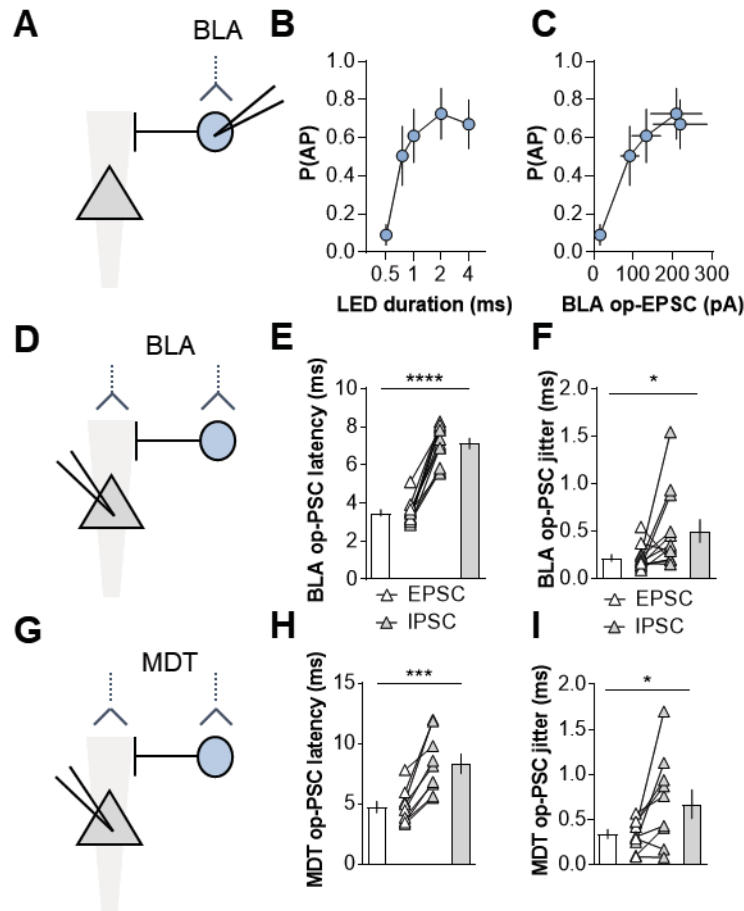 A
BLA
B
P(AP)
1.0
0.8
0.6
0.4
0.2
0.0
0.5 1 2 4
LED duration (ms)
C
P(AP)
1.0
0.8
0.6
0.4
0.2
0.0
0 100 200 300
BLA op-EPSC (pA)
D
BLA
E
BLA op-PSC latency (ms)
10
8
6
4
2
0
****
EPSC
IPSC
F
BLA op-PSC jitter (ms)
2.0
1.5
1.0
0.5
0.0
*
EPSC
IPSC
G
MDT
H
MDT op-PSC latency (ms)
15
10
5
0
***
I
MDT op-PSC jitter (ms)
2.0
1.5
1.0
0.5
0.0
*